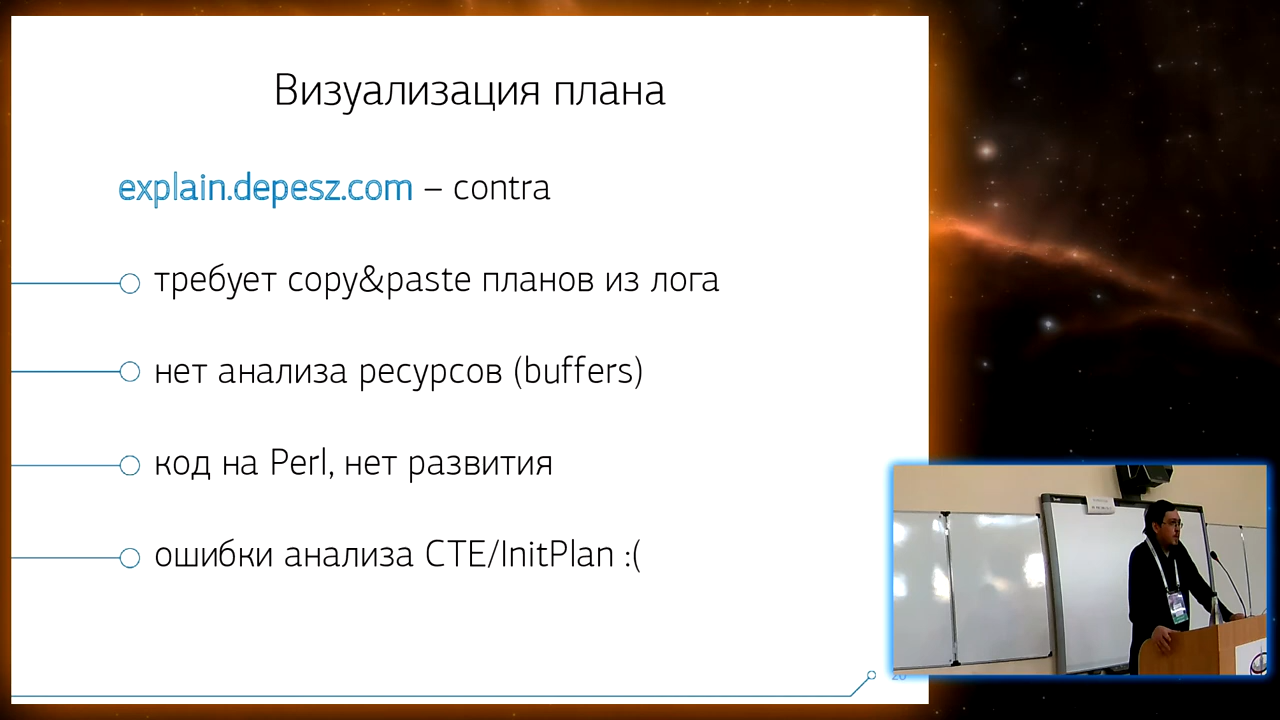 Визуализация плана
explain.depesz.com – contra
требует copy&paste планов из лога
нет анализа ресурсов (buffers)
код на Perl, нет развития
ошибки анализа CTE/InitPlan :(